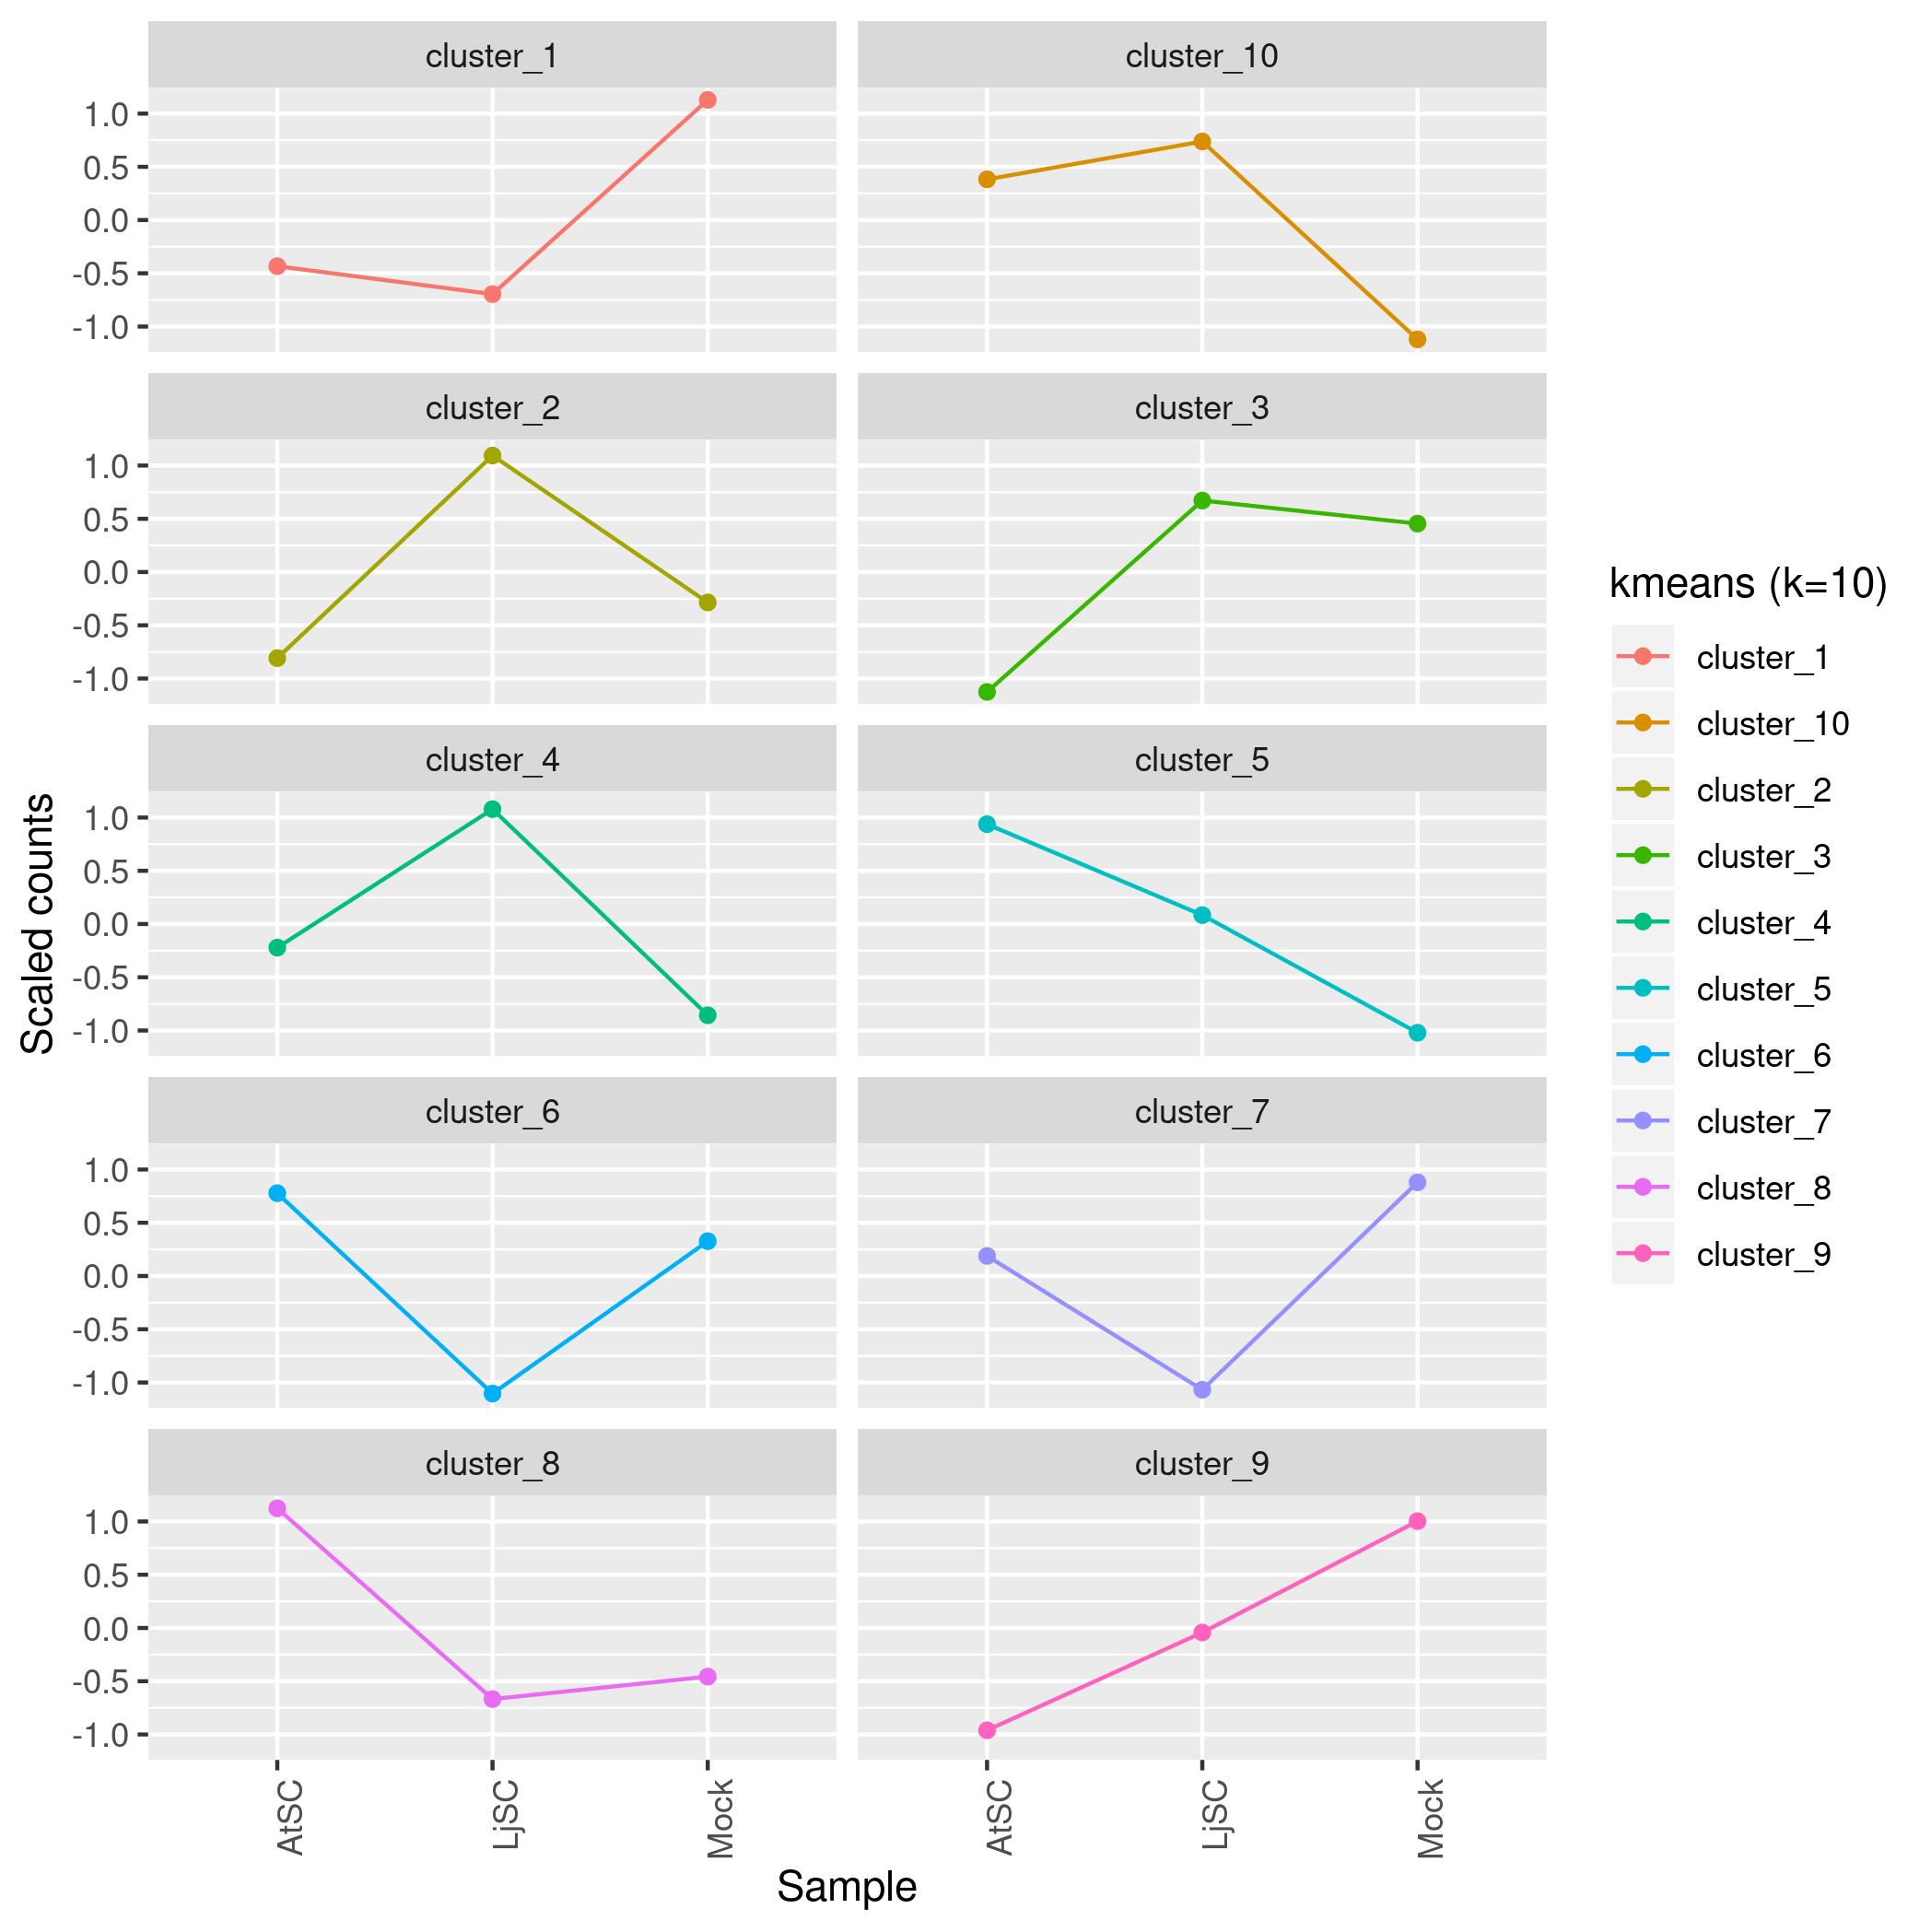 cluster_1
cluster_10
1.0
0.5
0.0
-0.5
-1.0
cluster_2
cluster_3
1.0
0.5
0.0
-0.5
-1.0
cluster_4
cluster_5
1.0
0.5
0.0
-0.5
-1.0
cluster_6
cluster_7
1.0
0.5
0.0
-0.5
-1.0
cluster_8
cluster_9
1.0
0.5
0.0
-0.5
-1.0
AtSC
LjSC
Mock
AtSC
LjSC
Mock
Sample
Scaled counts
kmeans (k=10)
cluster_1
cluster_10
cluster_2
cluster_3
cluster_4
cluster_5
cluster_6
cluster_7
cluster_8
cluster_9